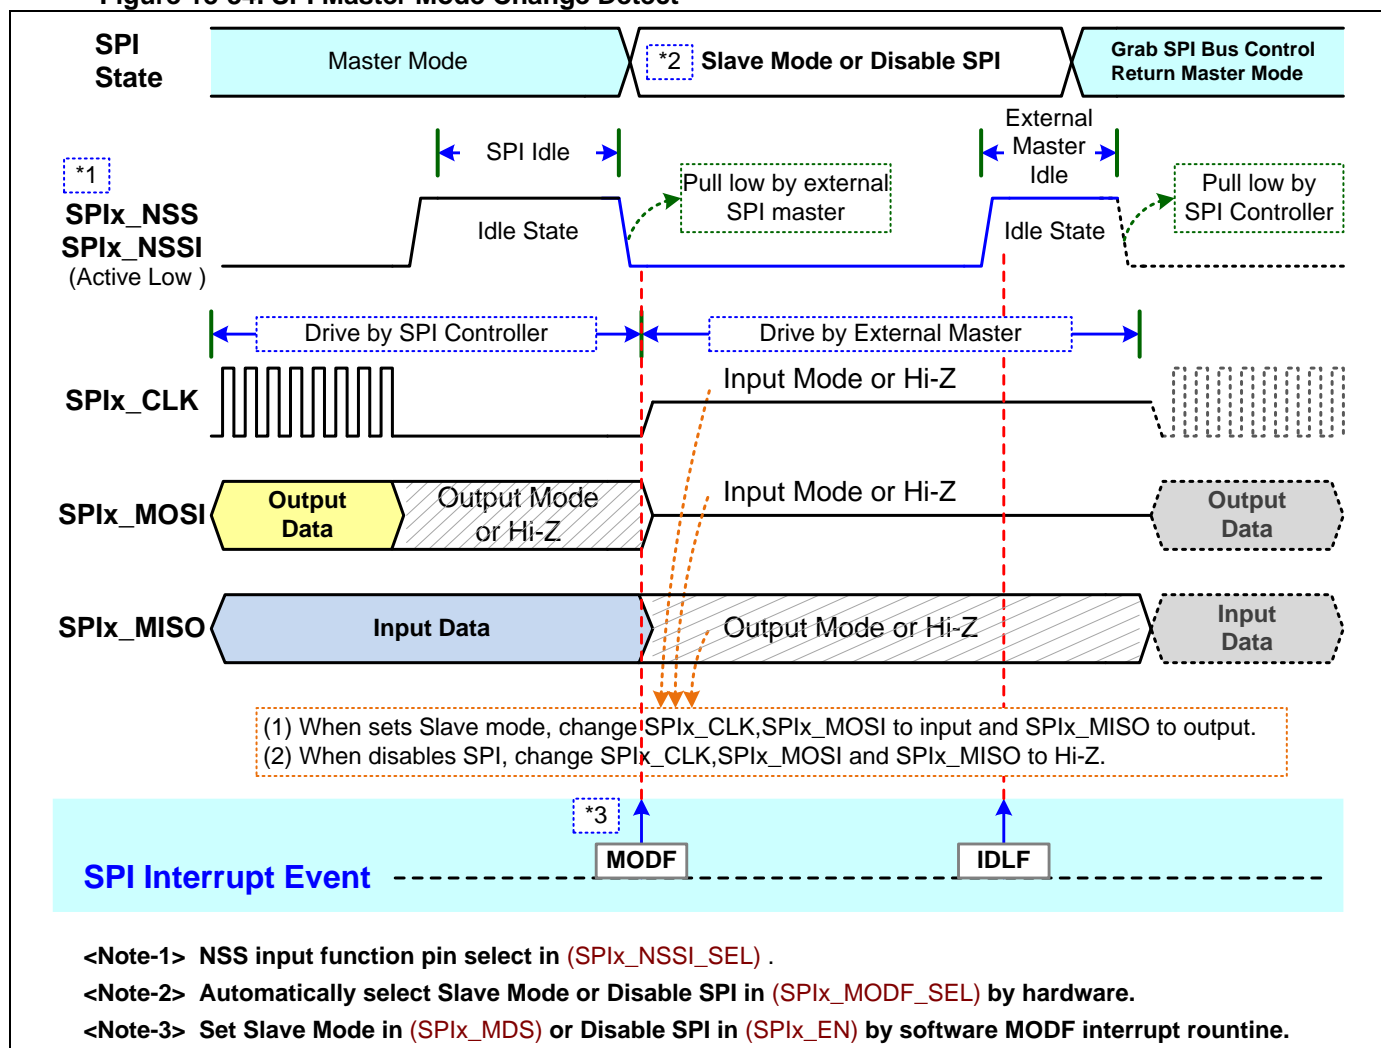 SPI
State
Master Mode
*2
Slave Mode or Disable SPI
Grab SPI Bus Control
Return Master Mode
External
Master
Idle
SPI Idle
*1
Pull low by external
SPI master
Pull low by
SPI Controller
SPIx_NSS
SPIx_NSSI
(Active Low )
Idle State
Idle State
Drive by SPI Controller
Drive by External Master
SPIx_CLK
Input Mode or Hi-Z
SPIx_MOSI
Output
Data
Output Mode
or Hi-Z
Input Mode or Hi-Z
Output
Data
SPIx_MISO
Input Data
Output Mode or Hi-Z
Input
Data
(1) When sets Slave mode, change SPIx_CLK,SPIx_MOSI to input and SPIx_MISO to output.
(2) When disables SPI, change SPIx_CLK,SPIx_MOSI and SPIx_MISO to Hi-Z.
*3
SPI Interrupt Event
MODF
IDLF
<Note-1> NSS input function pin select in (SPIx_NSSI_SEL) .
<Note-2> Automatically select Slave Mode or Disable SPI in (SPIx_MODF_SEL) by hardware.
<Note-3> Set Slave Mode in (SPIx_MDS) or Disable SPI in (SPIx_EN) by software MODF interrupt rountine.